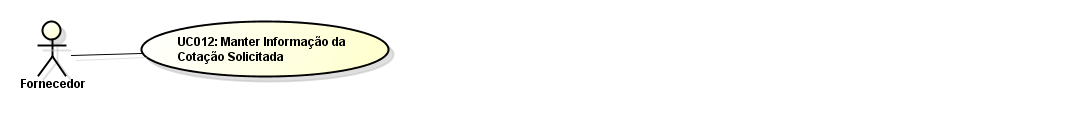 UC012: Manter Informação da
Cotação Solicitada
Fornecedor